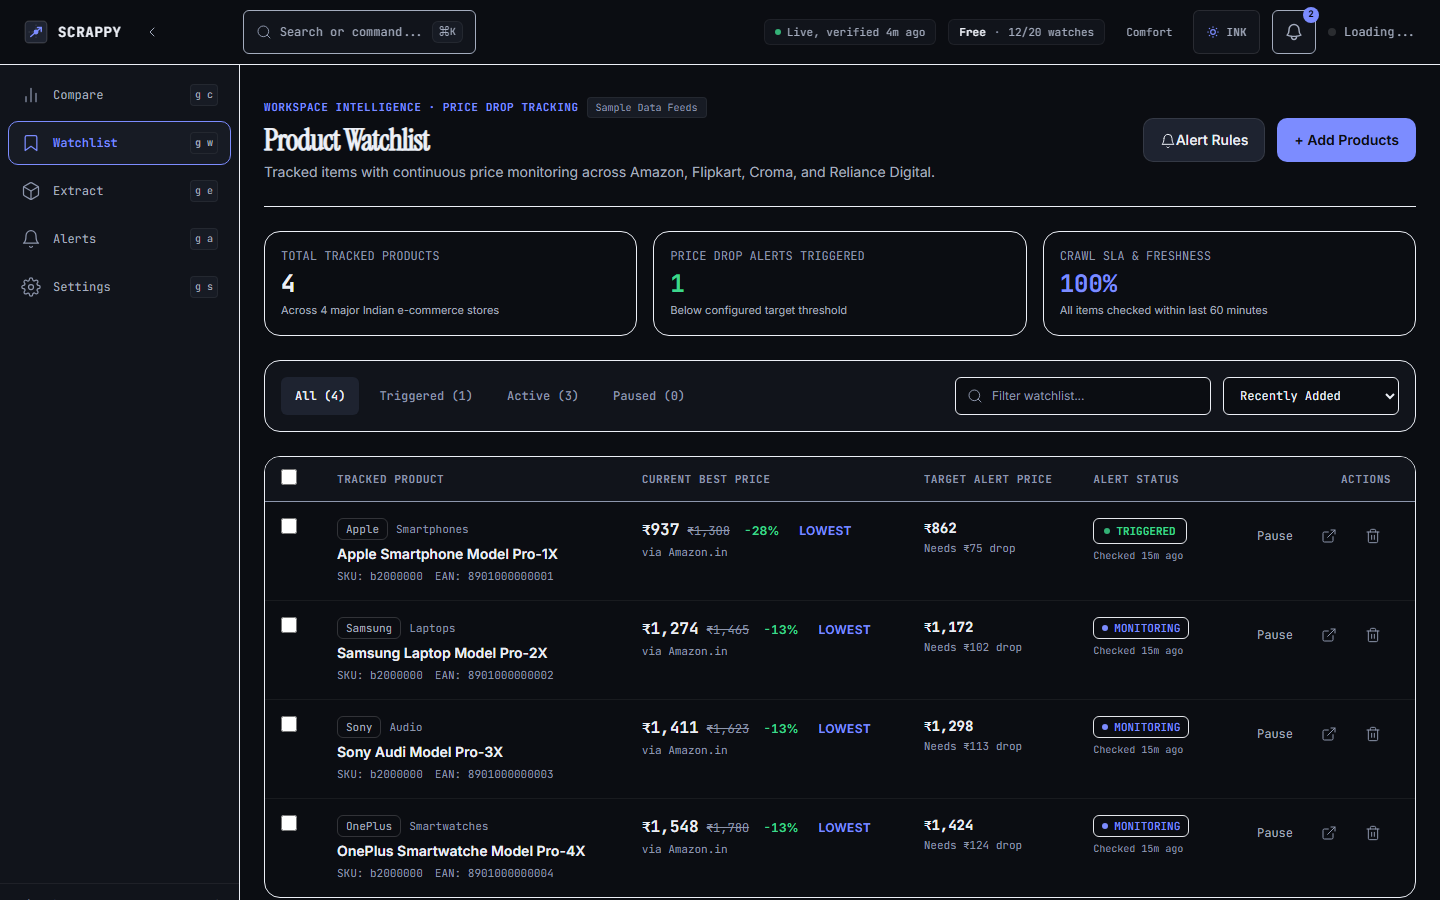 SCRAPPY
Search or command... ⌘K
Live, verified 4m ago
Free · 12/20 watches
Comfort
INK
2
Loading...
Compare g c
Watchlist g w
Extract g e
Alerts g a
Settings g s
WORKSPACE INTELLIGENCE · PRICE DROP TRACKING Sample Data Feeds
Product Watchlist
Tracked items with continuous price monitoring across Amazon, Flipkart, Croma, and Reliance Digital.
Alert Rules
+ Add Products
TOTAL TRACKED PRODUCTS
4
Across 4 major Indian e-commerce stores
PRICE DROP ALERTS TRIGGERED
1
Below configured target threshold
CRAWL SLA & FRESHNESS
100%
All items checked within last 60 minutes
All (4) Triggered (1) Active (3) Paused (0)
Filter watchlist...
Recently Added
TRACKED PRODUCT CURRENT BEST PRICE TARGET ALERT PRICE ALERT STATUS ACTIONS
Apple Smartphones
Apple Smartphone Model Pro-1X
SKU: b2000000 EAN: 8901000000001
₹937 ₹1,308 -28% LOWEST
via Amazon.in
₹862
Needs ₹75 drop
TRIGGERED
Checked 15m ago
Pause
Samsung Laptops
Samsung Laptop Model Pro-2X
SKU: b2000000 EAN: 8901000000002
₹1,274 ₹1,465 -13% LOWEST
via Amazon.in
₹1,172
Needs ₹102 drop
MONITORING
Checked 15m ago
Pause
Sony Audio
Sony Audi Model Pro-3X
SKU: b2000000 EAN: 8901000000003
₹1,411 ₹1,623 -13% LOWEST
via Amazon.in
₹1,298
Needs ₹113 drop
MONITORING
Checked 15m ago
Pause
OnePlus Smartwatches
OnePlus Smartwatche Model Pro-4X
SKU: b2000000 EAN: 8901000000004
₹1,548 ₹1,780 -13% LOWEST
via Amazon.in
₹1,424
Needs ₹124 drop
MONITORING
Checked 15m ago
Pause